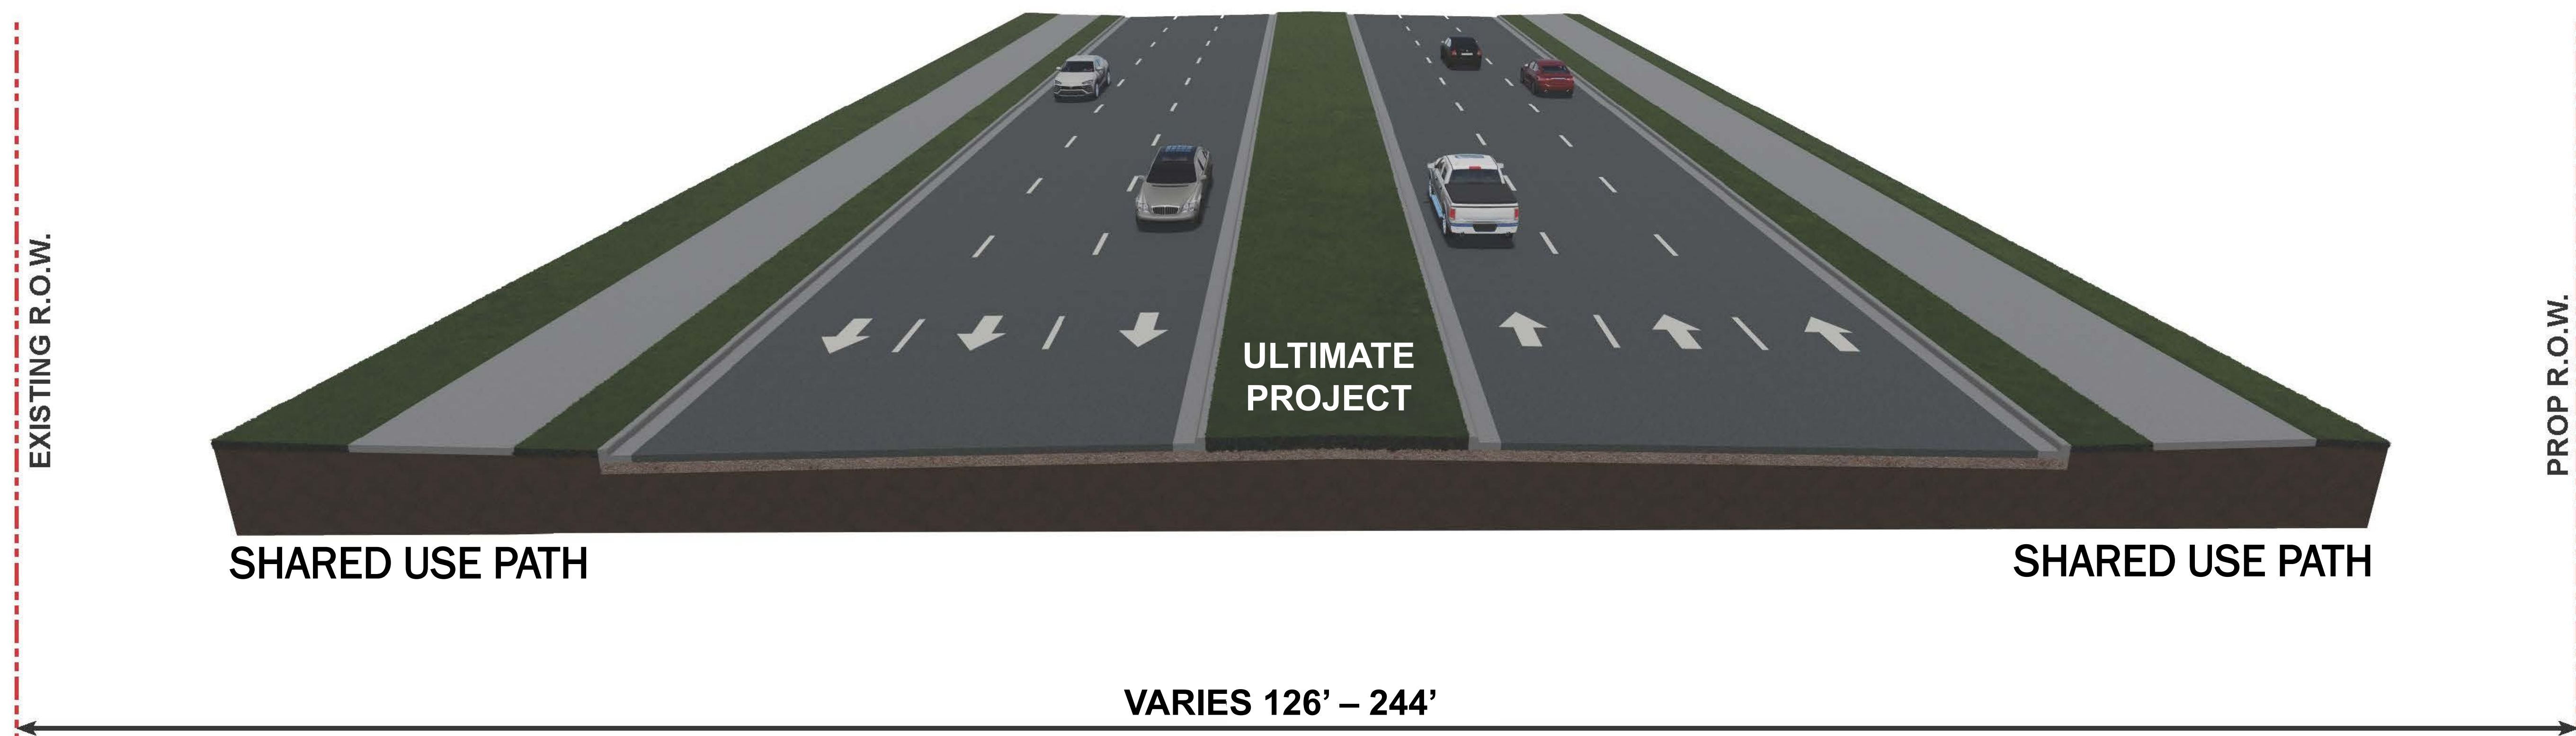 EXISTING R.O.W.
PROP R.O.W.
ULTIMATE
PROJECT
SHARED USE PATH
SHARED USE PATH
VARIES 126’ – 244’